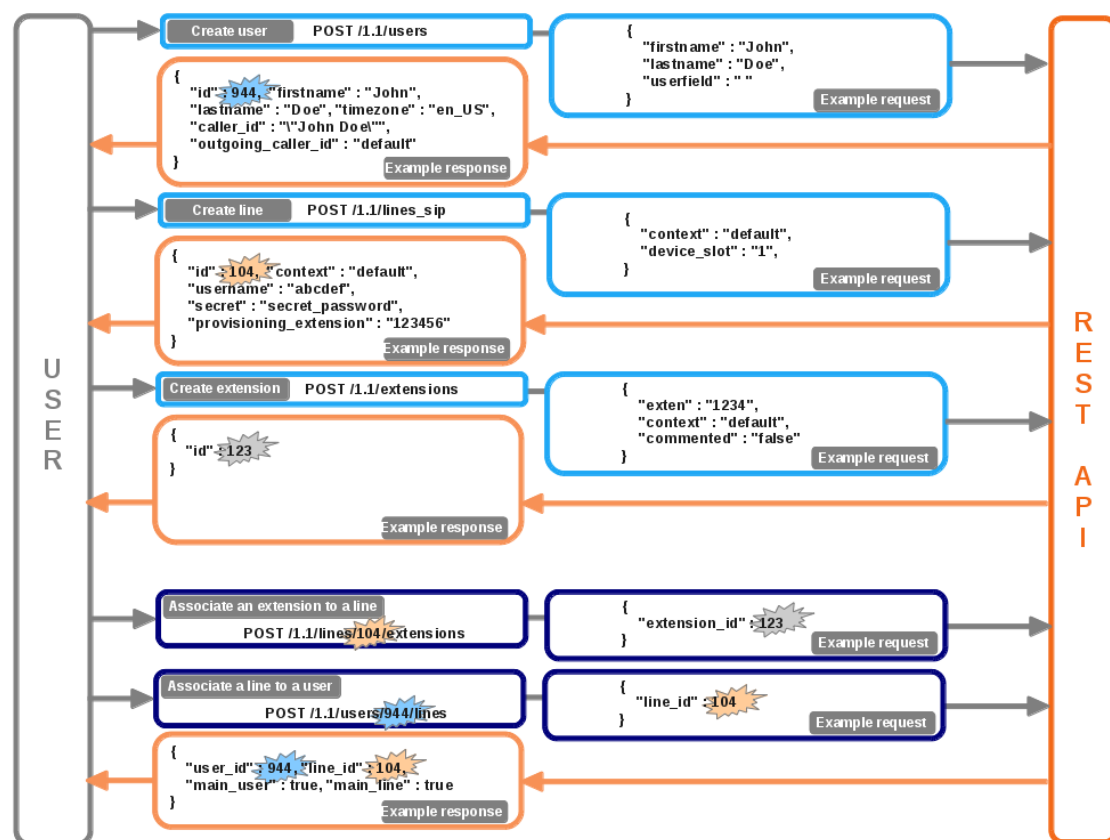 USER
REST API
Create user POST /1.1/users
{
"firstname" : "John",
"lastname" : "Doe",
"userfield" : " "
}
Example request
{
"id" : 944, "firstname" : "John",
"lastname" : "Doe", "timezone" : "en_US",
"caller_id" : "\"John Doe\"",
"outgoing_caller_id" : "default"
}
Example response
Create line POST /1.1/lines_sip
{
"context" : "default",
"device_slot" : "1",
}
Example request
{
"id" : 104, "context" : "default",
"username" : "abcdef",
"secret" : "secret_password",
"provisioning_extension" : "123456"
}
Example response
Create extension POST /1.1/extensions
{
"exten" : "1234",
"context" : "default",
"commented" : "false"
}
Example request
{
"id" : 123
}
Example response
Associate an extension to a line
POST /1.1/lines/104/extensions
{
"extension_id" : 123
}
Example request
Associate a line to a user
POST /1.1/users/944/lines
{
"line_id" : 104
}
Example request
{
"user_id" : 944, "line_id" : 104,
"main_user" : true, "main_line" : true
}
Example response